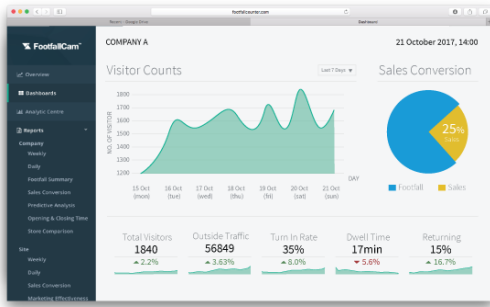 footfallcounter.com
Reports - Google Drive
Dashboard
FootfallCam™
COMPANY A
21 October 2017, 14:00
Overview
Dashboards
Analytic Centre
Reports
Company
Weekly
Daily
Footfall Summary
Sales Conversion
Predictive Analysis
Opening & Closing Time
Store Comparison
Site
Weekly
Daily
Sales Conversion
Marketing Effectiveness
Visitor Counts
Last 7 Days
NO. OF VISITOR
1800
1700
1600
1500
1400
1300
1200
DAY
15 Oct (mon)
16 Oct (tue)
17 Oct (wed)
18 Oct (thu)
19 Oct (fri)
20 Oct (sat)
21 Oct (sun)
Sales Conversion
25%
Sales
Footfall
Sales
Total Visitors
1840
2.2%
Outside Traffic
56849
3.63%
Turn In Rate
35%
8.0%
Dwell Time
17min
5.6%
Returning
15%
16.7%